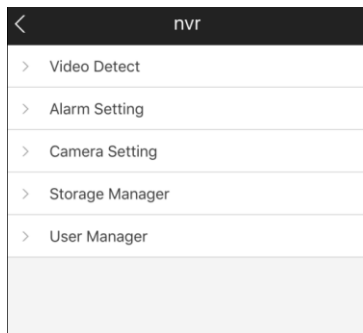 nvr
Video Detect
Alarm Setting
Camera Setting
Storage Manager
User Manager